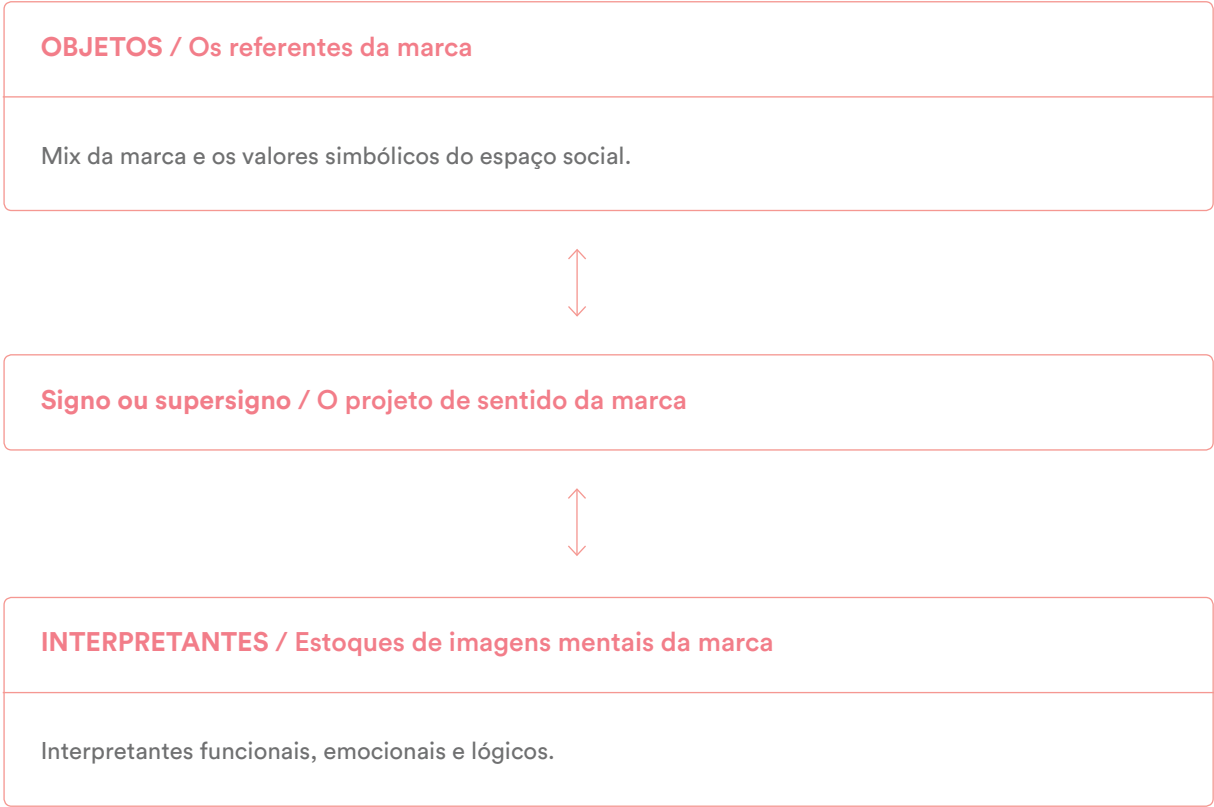 OBJETOS / Os referentes da marca
Mix da marca e os valores simbólicos do espaço social.
Signo ou supersigno / O projeto de sentido da marca
INTERPRETANTES / Estoques de imagens mentais da marca
Interpretantes funcionais, emocionais e lógicos.